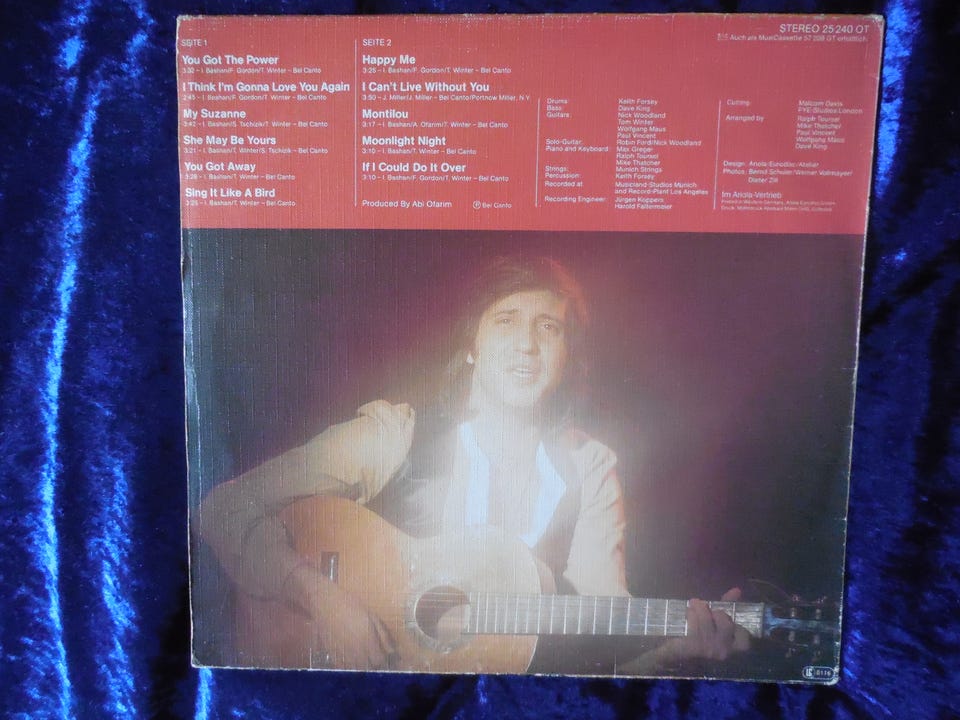 STEREO 25 240 OT
Auch als MusiCassette 57 208 GT erhältlich
SEITE 1
You Got The Power
3:32 – I. Bashan/F. Gordon/T. Winter – Bel Canto
I Think I'm Gonna Love You Again
2:45 – I. Bashan/F. Gordon/T. Winter – Bel Canto
My Suzanne
3:42 – I. Bashan/S. Tschizik/T. Winter – Bel Canto
She May Be Yours
3:21 – I. Bashan/T. Winter/S. Tschizik – Bel Canto
You Got Away
3:28 – I. Bashan/T. Winter – Bel Canto
Sing It Like A Bird
3:25 – I. Bashan/T. Winter – Bel Canto
SEITE 2
Happy Me
3:25 – I. Bashan/F. Gordon/T. Winter – Bel Canto
I Can't Live Without You
3:50 – J. Miller/J. Miller – Bel Canto/Portnow Miller, N.Y.
Montilou
3:17 – I. Bashan/A. Ofarim/T. Winter – Bel Canto
Moonlight Night
3:10 – I. Bashan/T. Winter – Bel Canto
If I Could Do It Over
3:10 – I. Bashan/F. Gordon/T. Winter – Bel Canto
Produced By Abi Ofarim Ⓟ Bel Canto
Drums: Keith Forsey
Bass: Dave King
Guitars: Nick Woodland
Tom Winter
Wolfgang Maus
Paul Vincent
Solo-Guitar: Robin Ford/Nick Woodland
Piano and Keyboard: Max Greger
Ralph Toursel
Mike Thatcher
Strings: Munich Strings
Percussion: Keith Forsey
Recorded at Musicland-Studios Munich
and Record-Plant Los Angeles
Recording Engineer: Jürgen Koppers
Harold Faltermeier
Cutting: Malcom Davis
PYE-Studios London
Arranged by Ralph Toursel
Mike Thatcher
Paul Vincent
Wolfgang Maus
Dave King
Design: Ariola-Eurodisc-Atelier
Photos: Bernd Schuler/Werner Vollmayer/
Dieter Zill
Im Ariola-Vertrieb
Printed in Western Germany, Ariola-Eurodisc GmbH
LC 0116